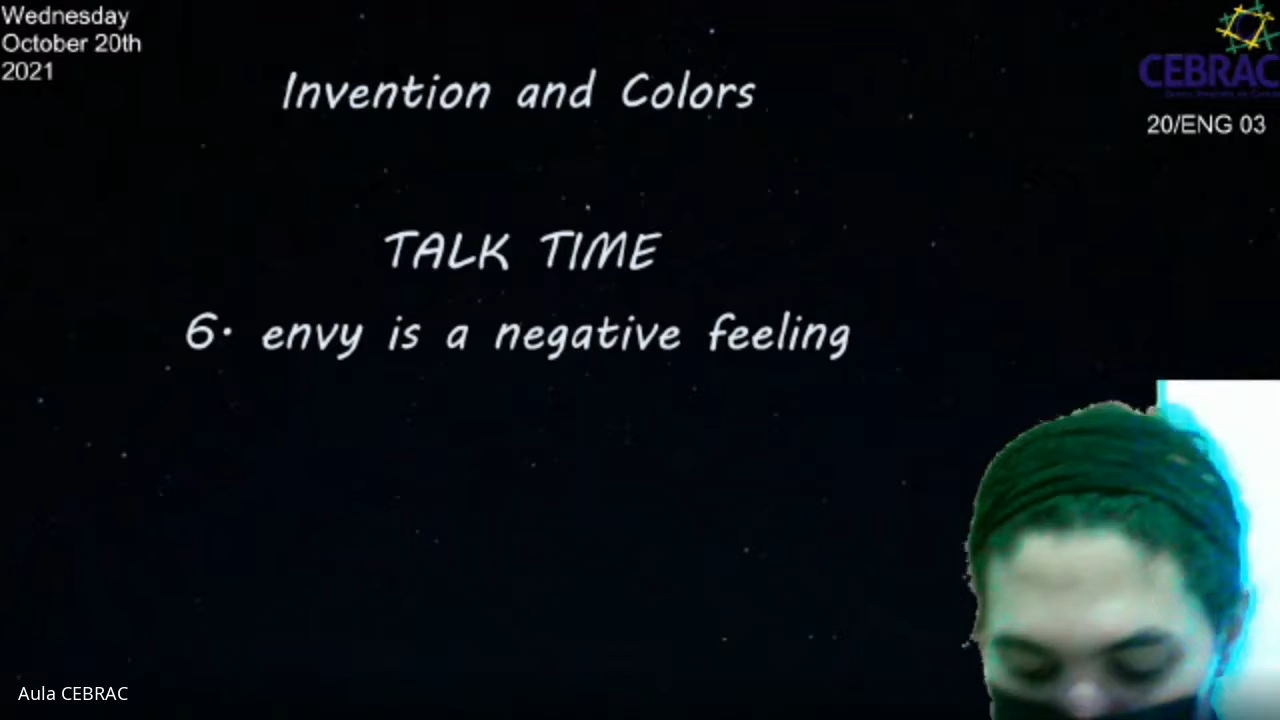 Wednesday
October 20th
2021
CEBRAC
20/ENG 03
Invention and Colors
TALK TIME
6. envy is a negative feeling
Aula CEBRAC